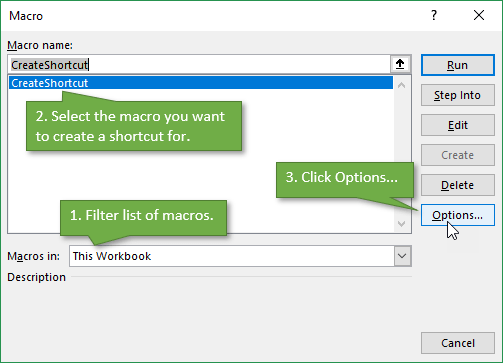 Macro
?
Macro name:
CreateShortcut
CreateShortcut
2. Select the macro you want
to create a shortcut for.
1. Filter list of macros.
3. Click Options...
Run
Step Into
Edit
Create
Delete
Options...
Macros in:
This Workbook
Description
Cancel